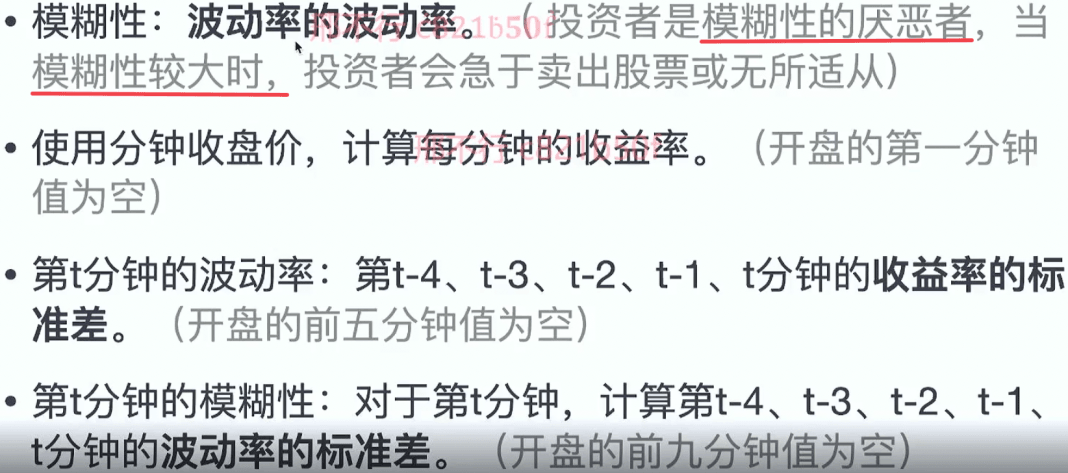 • 模糊性：波动率的波动率。（投资者是模糊性的厌恶者，当
模糊性较大时，投资者会急于卖出股票或无所适从）
• 使用分钟收盘价，计算每分钟的收益率。（开盘的第一分钟
值为空）
• 第t分钟的波动率：第t-4、t-3、t-2、t-1、t分钟的收益率的标
准差。（开盘的前五分钟值为空）
• 第t分钟的模糊性：对于第t分钟，计算第t-4、t-3、t-2、t-1、
t分钟的波动率的标准差。（开盘的前九分钟值为空）